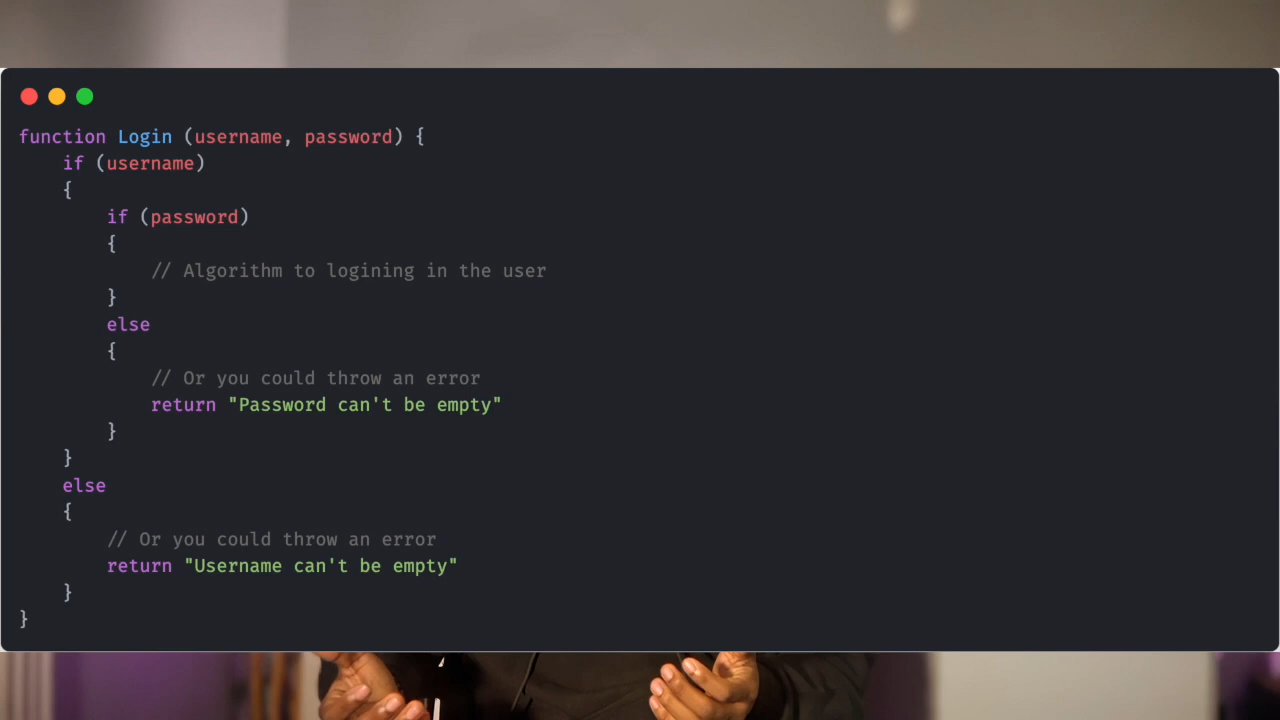 function Login (username, password) {
if (username)
{
if (password)
{
// Algorithm to logining in the user
}
else
{
// Or you could throw an error
return "Password can't be empty"
}
}
else
{
// Or you could throw an error
return "Username can't be empty"
}
}